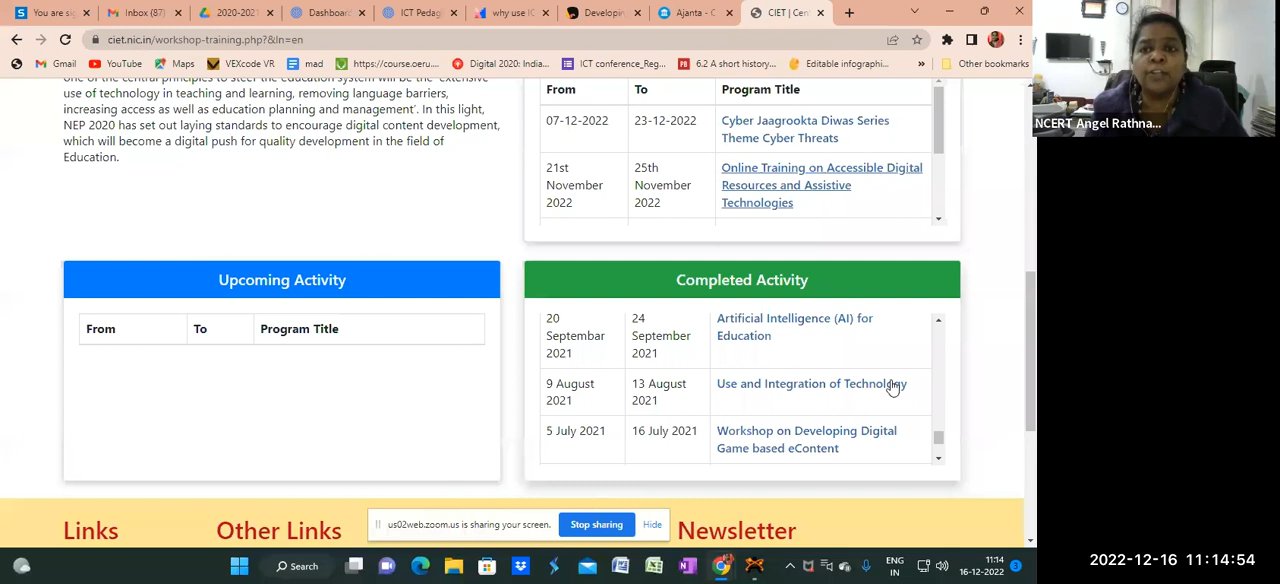 You are sig
Inbox (87)
2020-2021
Dashboar
ICT Pedag
why use IC
Developin
Ajanta - C
CIET | Cen
ciet.nic.in/workshop-training.php?&ln=en
Gmail
YouTube
Maps
VEXcode VR
mad
https://course.oeru....
Digital 2020: India...
ICT conference_Reg...
6.2 A short history...
Editable infographi...
»
Other bookmarks
one of the central principles to steer the education system will be the 'extensive
use of technology in teaching and learning, removing language barriers,
increasing access as well as education planning and management'. In this light,
NEP 2020 has set out laying standards to encourage digital content development,
which will become a digital push for quality development in the field of
Education.
From To Program Title
07-12-2022 23-12-2022 Cyber Jaagrookta Diwas Series
Theme Cyber Threats
21st 25th Online Training on Accessible Digital
November November Resources and Assistive
2022 2022 Technologies
Upcoming Activity
From To Program Title
Completed Activity
20 24 Artificial Intelligence (AI) for
Septembar September Education
2021 2021
9 August 13 August Use and Integration of Technology
2021 2021
5 July 2021 16 July 2021 Workshop on Developing Digital
Game based eContent
Links
Other Links
Newsletter
us02web.zoom.us is sharing your screen.
Stop sharing
Hide
Search
ENG
IN
11:14
16-12-2022
3
NCERT Angel Rathna...
2022-12-16 11:14:54